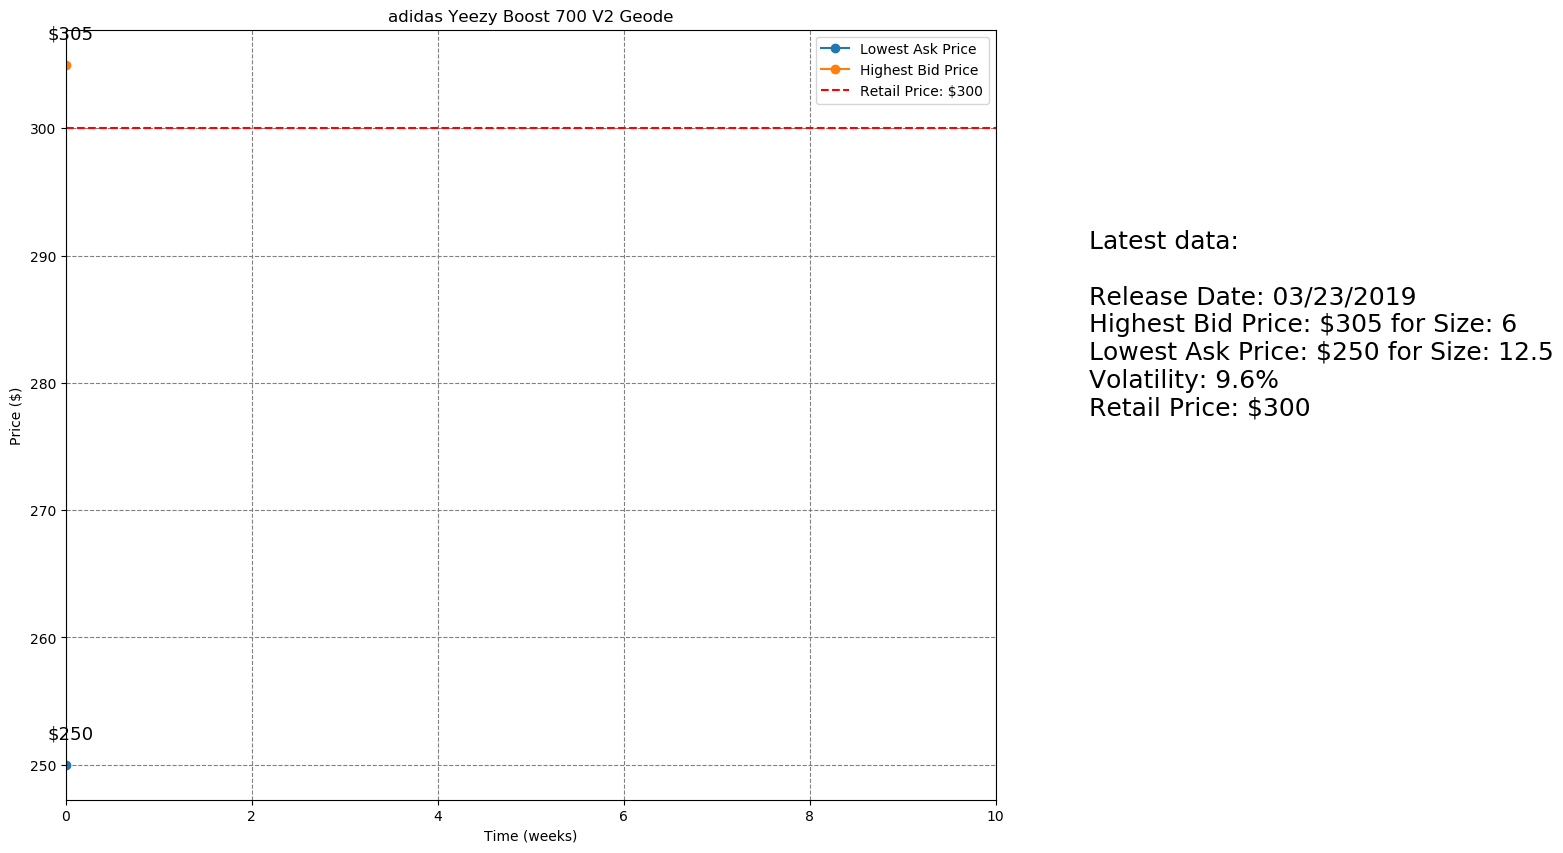 adidas Yeezy Boost 700 V2 Geode
$305
Lowest Ask Price
Highest Bid Price
Retail Price: $300
300
290
280
270
260
250
Price ($)
$250
0 2 4 6 8 10
Time (weeks)
Latest data:
Release Date: 03/23/2019
Highest Bid Price: $305 for Size: 6
Lowest Ask Price: $250 for Size: 12.5
Volatility: 9.6%
Retail Price: $300